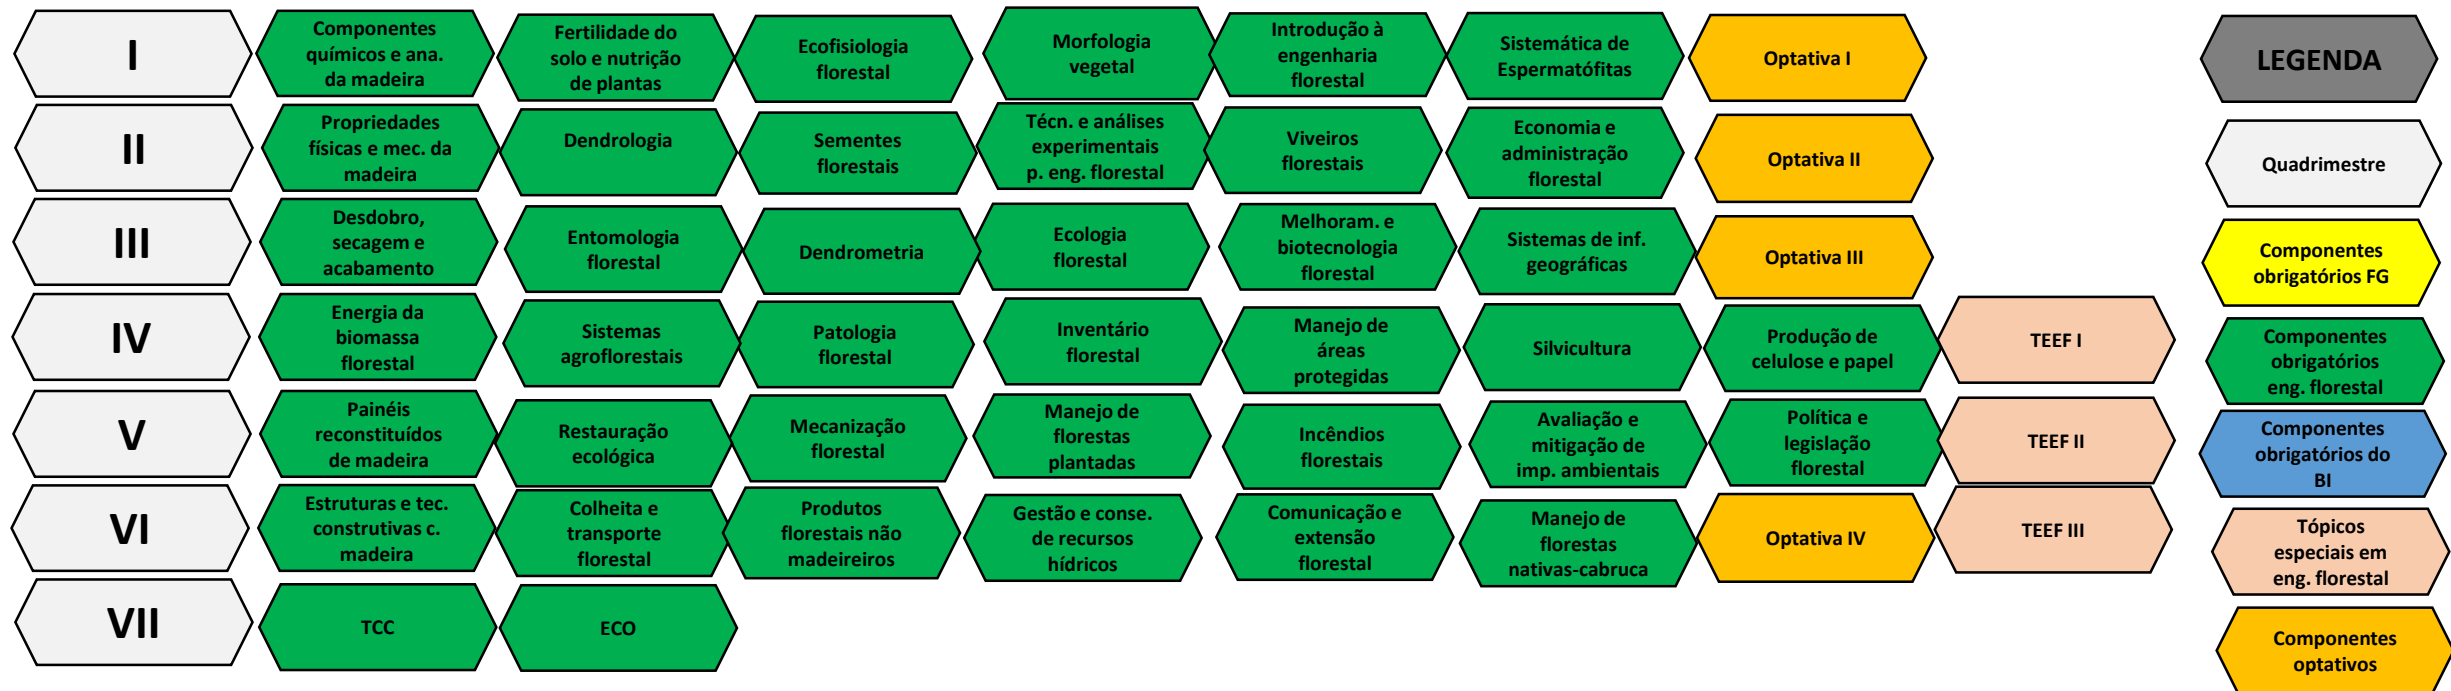 I
Componentes
químicos e ana.
da madeira
Fertilidade do
solo e nutrição
de plantas
Ecofisiologia
florestal
Morfologia
vegetal
Introdução à
engenharia
florestal
Sistemática de
Espermatófitas
Optativa I
II
Propriedades
físicas e mec. da
madeira
Dendrologia
Sementes
florestais
Técn. e análises
experimentais
p. eng. florestal
Viveiros
florestais
Economia e
administração
florestal
Optativa II
III
Desdobro,
secagem e
acabamento
Entomologia
florestal
Dendrometria
Ecologia
florestal
Melhoram. e
biotecnologia
florestal
Sistemas de inf.
geográficas
Optativa III
IV
Energia da
biomassa
florestal
Sistemas
agroflorestais
Patologia
florestal
Inventário
florestal
Manejo de
áreas
protegidas
Silvicultura
Produção de
celulose e papel
TEEF I
V
Painéis
reconstituídos
de madeira
Restauração
ecológica
Mecanização
florestal
Manejo de
florestas
plantadas
Incêndios
florestais
Avaliação e
mitigação de
imp. ambientais
Política e
legislação
florestal
TEEF II
VI
Estruturas e tec.
construtivas c.
madeira
Colheita e
transporte
florestal
Produtos
florestais não
madeireiros
Gestão e conse.
de recursos
hídricos
Comunicação e
extensão
florestal
Manejo de
florestas
nativas-cabruca
Optativa IV
TEEF III
VII
TCC
ECO
LEGENDA
Quadrimestre
Componentes
obrigatórios FG
Componentes
obrigatórios
eng. florestal
Componentes
obrigatórios do
BI
Tópicos
especiais em
eng. florestal
Componentes
optativos